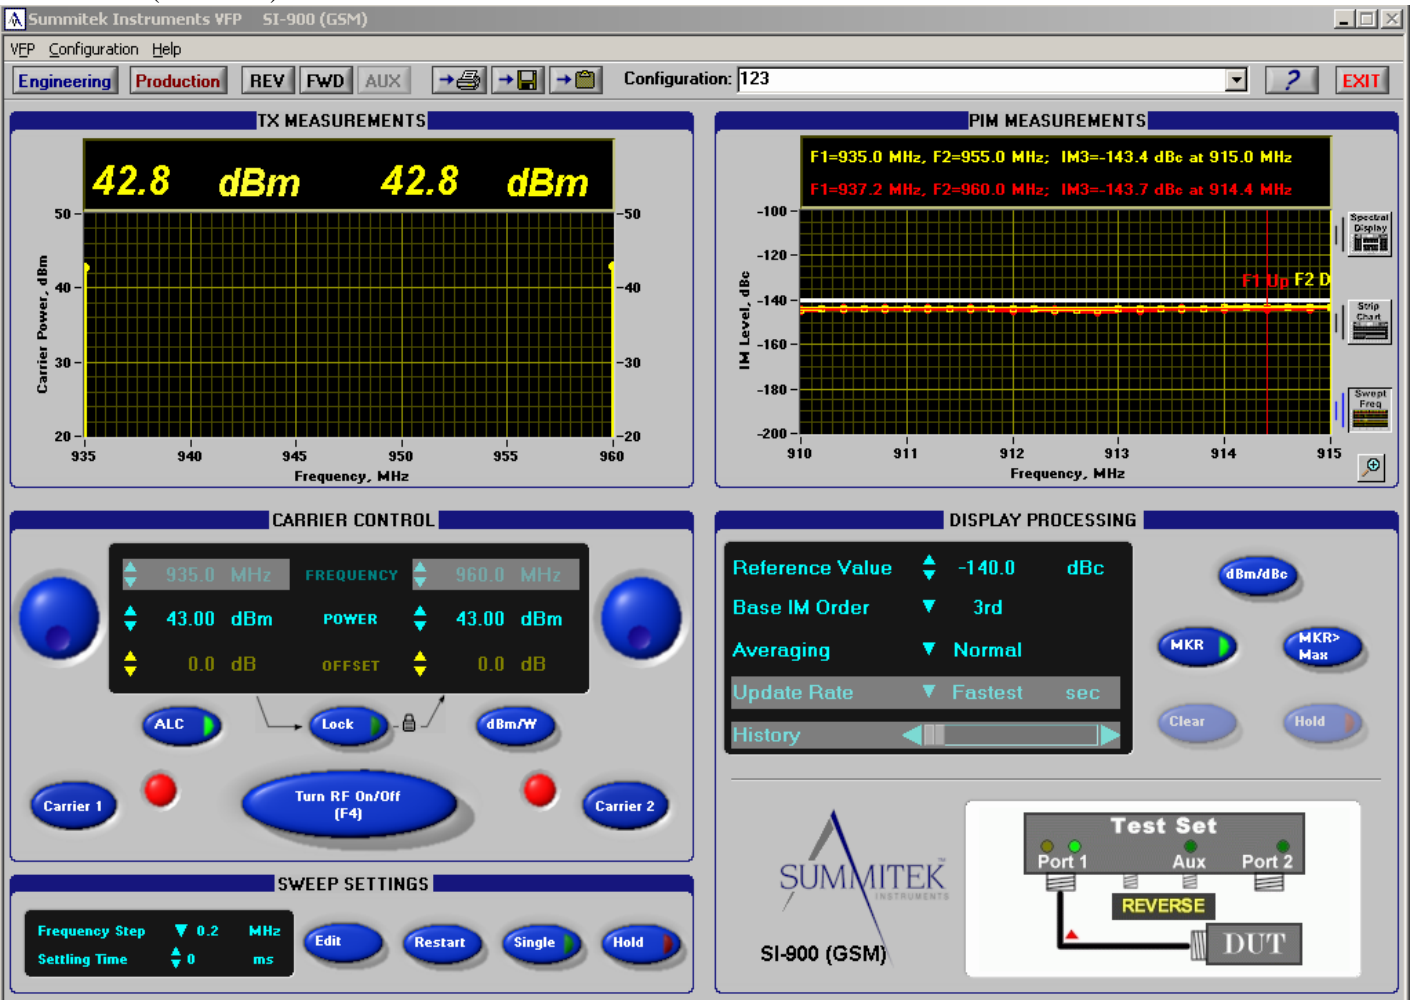 Summitek Instruments VFP SI-900 (GSM)
VFP Configuration Help
Engineering Production REV FWD AUX Configuration: 123 ? EXIT
TX MEASUREMENTS
42.8 dBm 42.8 dBm
50 50
40 40
30 30
20 20
Carrier Power, dBm
935 940 945 950 955 960
Frequency, MHz
PIM MEASUREMENTS
F1=935.0 MHz, F2=955.0 MHz; IM3=-143.4 dBc at 915.0 MHz
F1=937.2 MHz, F2=960.0 MHz; IM3=-143.7 dBc at 914.4 MHz
-100
-120
-140
-160
-180
-200
IM Level, dBc
F1 Up F2 D
910 911 912 913 914 915
Frequency, MHz
Spectral
Display
Strip
Chart
Swept
Freq
CARRIER CONTROL
935.0 MHz FREQUENCY 960.0 MHz
43.00 dBm POWER 43.00 dBm
0.0 dB OFFSET 0.0 dB
ALC Lock dBm/W
Carrier 1 Turn RF On/Off Carrier 2
(F4)
SWEEP SETTINGS
Frequency Step 0.2 MHz
Settling Time 0 ms
Edit Restart Single Hold
DISPLAY PROCESSING
Reference Value -140.0 dBc
Base IM Order 3rd
Averaging Normal
Update Rate Fastest sec
History
dBm/dBc
MKR MKR>
Max
Clear Hold
SUMMITEK
INSTRUMENTS
SI-900 (GSM)
Test Set
Port 1 Aux Port 2
REVERSE
DUT